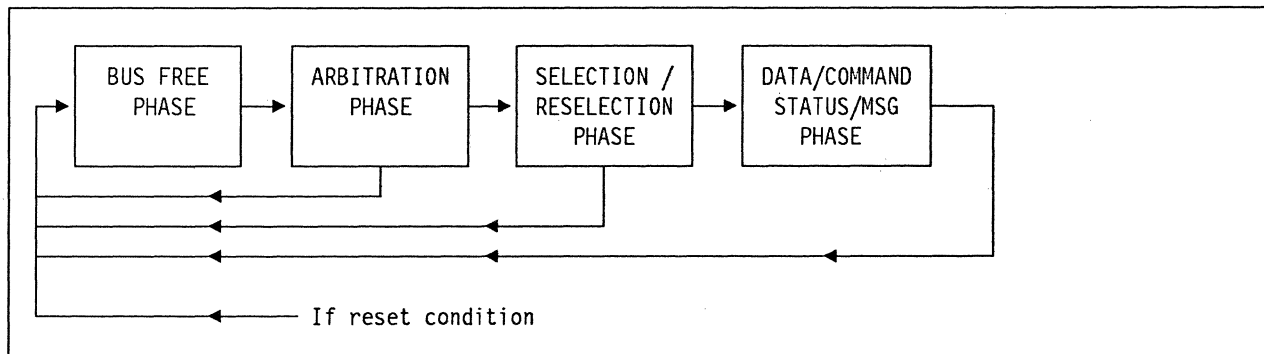 BUS FREE
PHASE
ARBITRATION
PHASE
SELECTION /
RESELECTION
PHASE
DATA/COMMAND
STATUS/MSG
PHASE
If reset condition